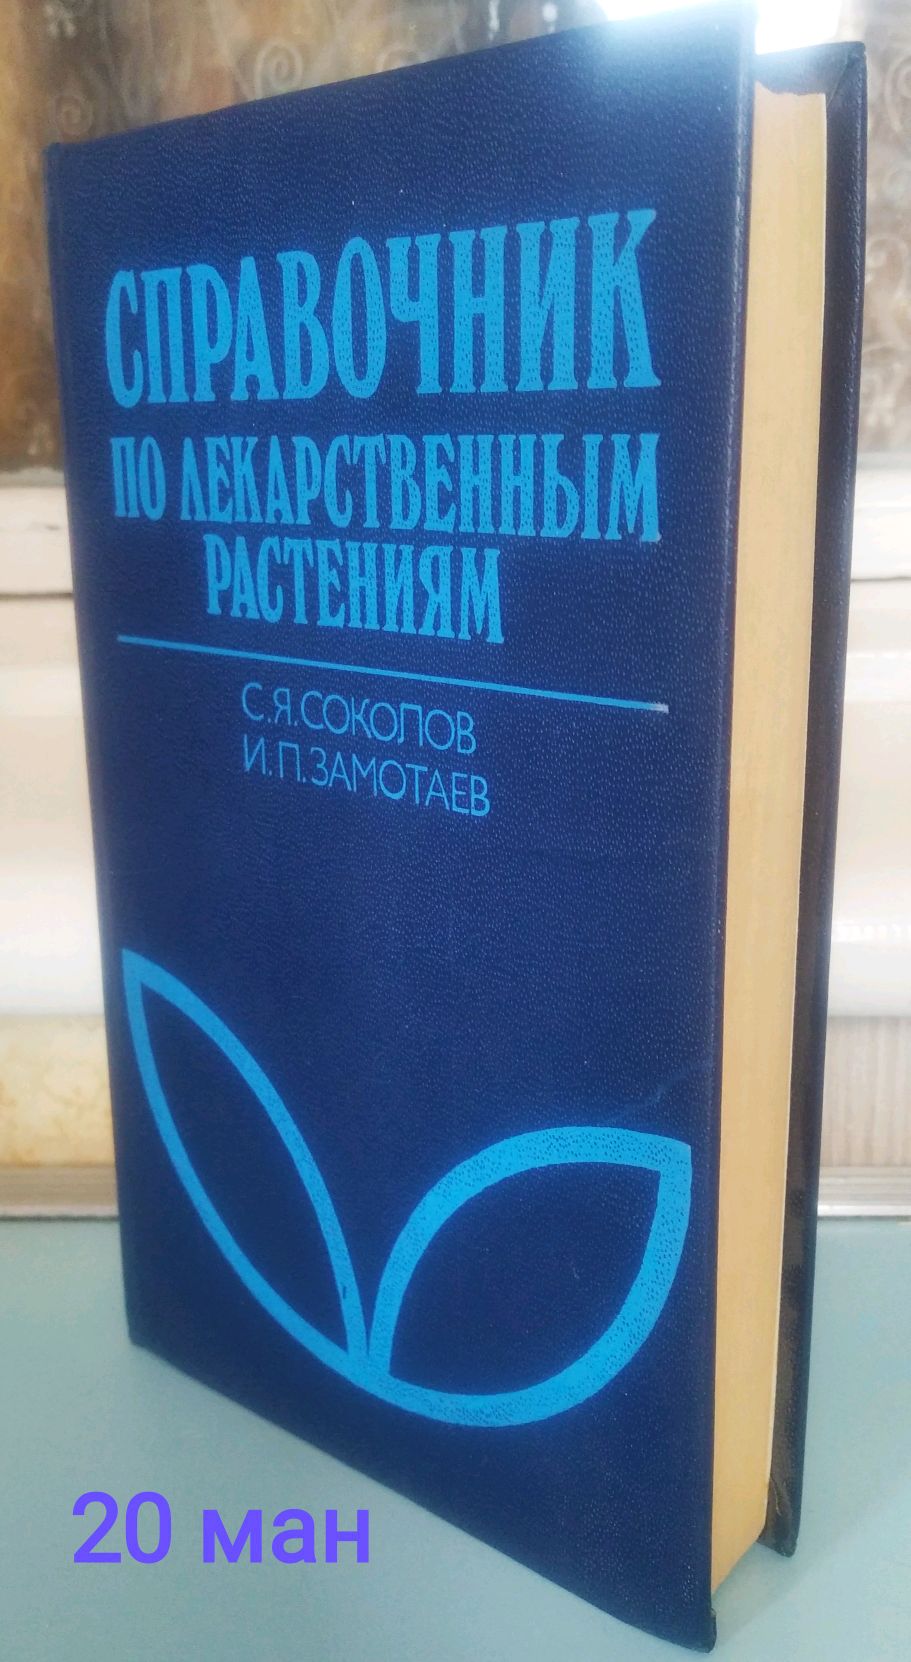 СПРАВОЧНИК
ПО ЛЕКАРСТВЕННЫМ
РАСТЕНИЯМ
С.Я.СОКОЛОВ
И.П.ЗАМОТАЕВ
20 ман